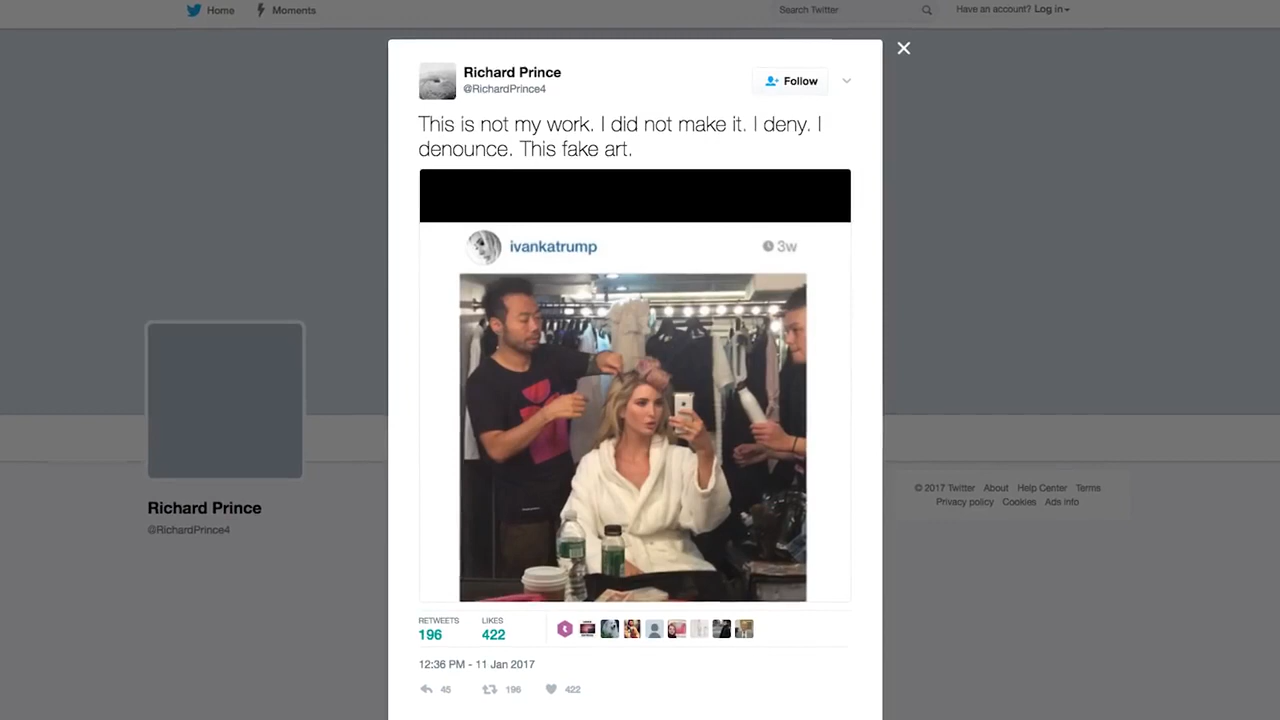 Home
Moments
Search Twitter
Have an account? Log in
Richard Prince
@RichardPrince4
Follow
This is not my work. I did not make it. I deny. I
denounce. This fake art.
ivankatrump
3w
Richard Prince
@RichardPrince4
© 2017 Twitter About Help Center Terms
Privacy policy Cookies Ads info
RETWEETS
196
LIKES
422
12:36 PM - 11 Jan 2017
45
196
422